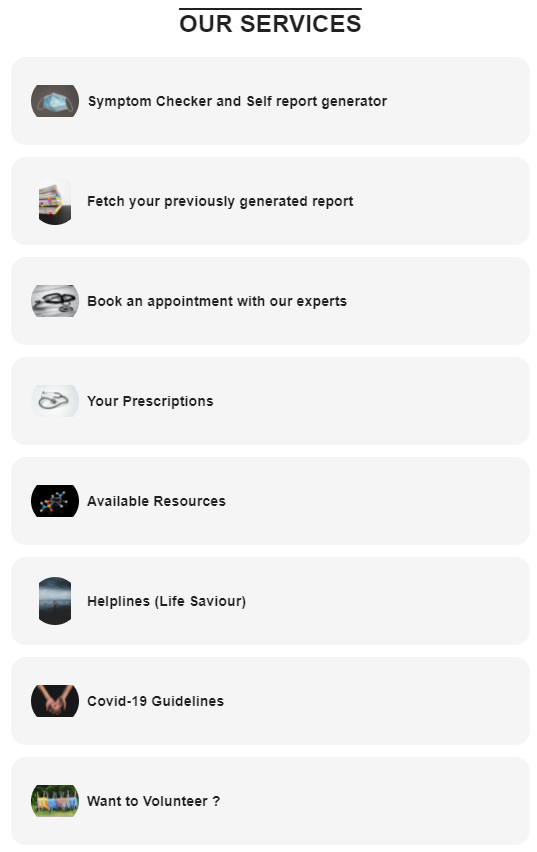 OUR SERVICES
Symptom Checker and Self report generator
Fetch your previously generated report
Book an appointment with our experts
Your Prescriptions
Available Resources
Helplines (Life Saviour)
Covid-19 Guidelines
Want to Volunteer ?